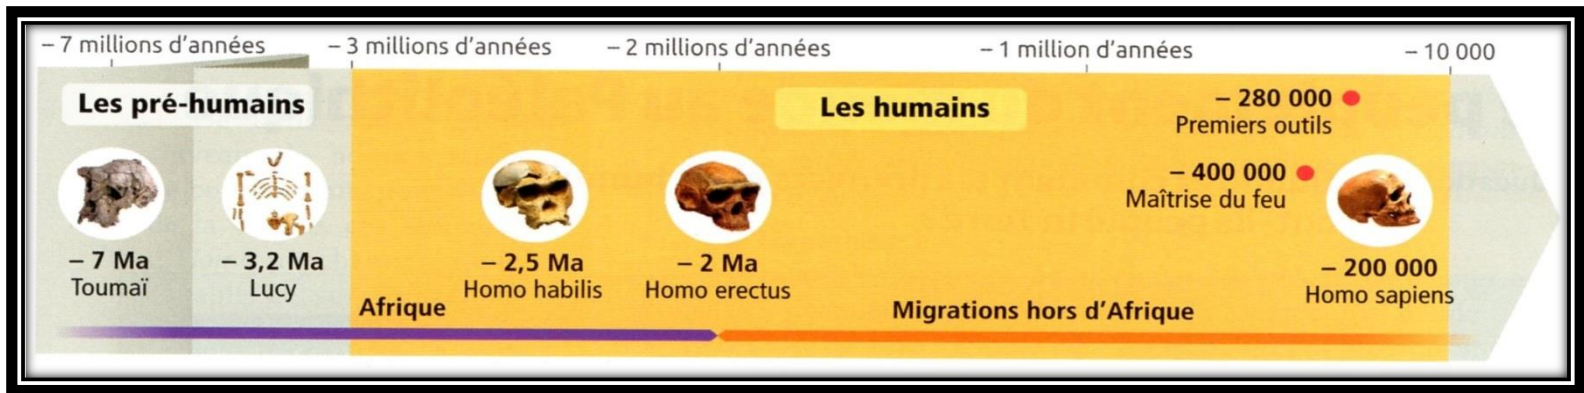 – 7 millions d’années – 3 millions d’années – 2 millions d’années – 1 million d’années – 10 000
Les pré-humains
Les humains
– 280 000
Premiers outils
– 400 000
Maîtrise du feu
– 7 Ma
Toumaï
– 3,2 Ma
Lucy
– 2,5 Ma
Homo habilis
– 2 Ma
Homo erectus
– 200 000
Homo sapiens
Afrique
Migrations hors d’Afrique